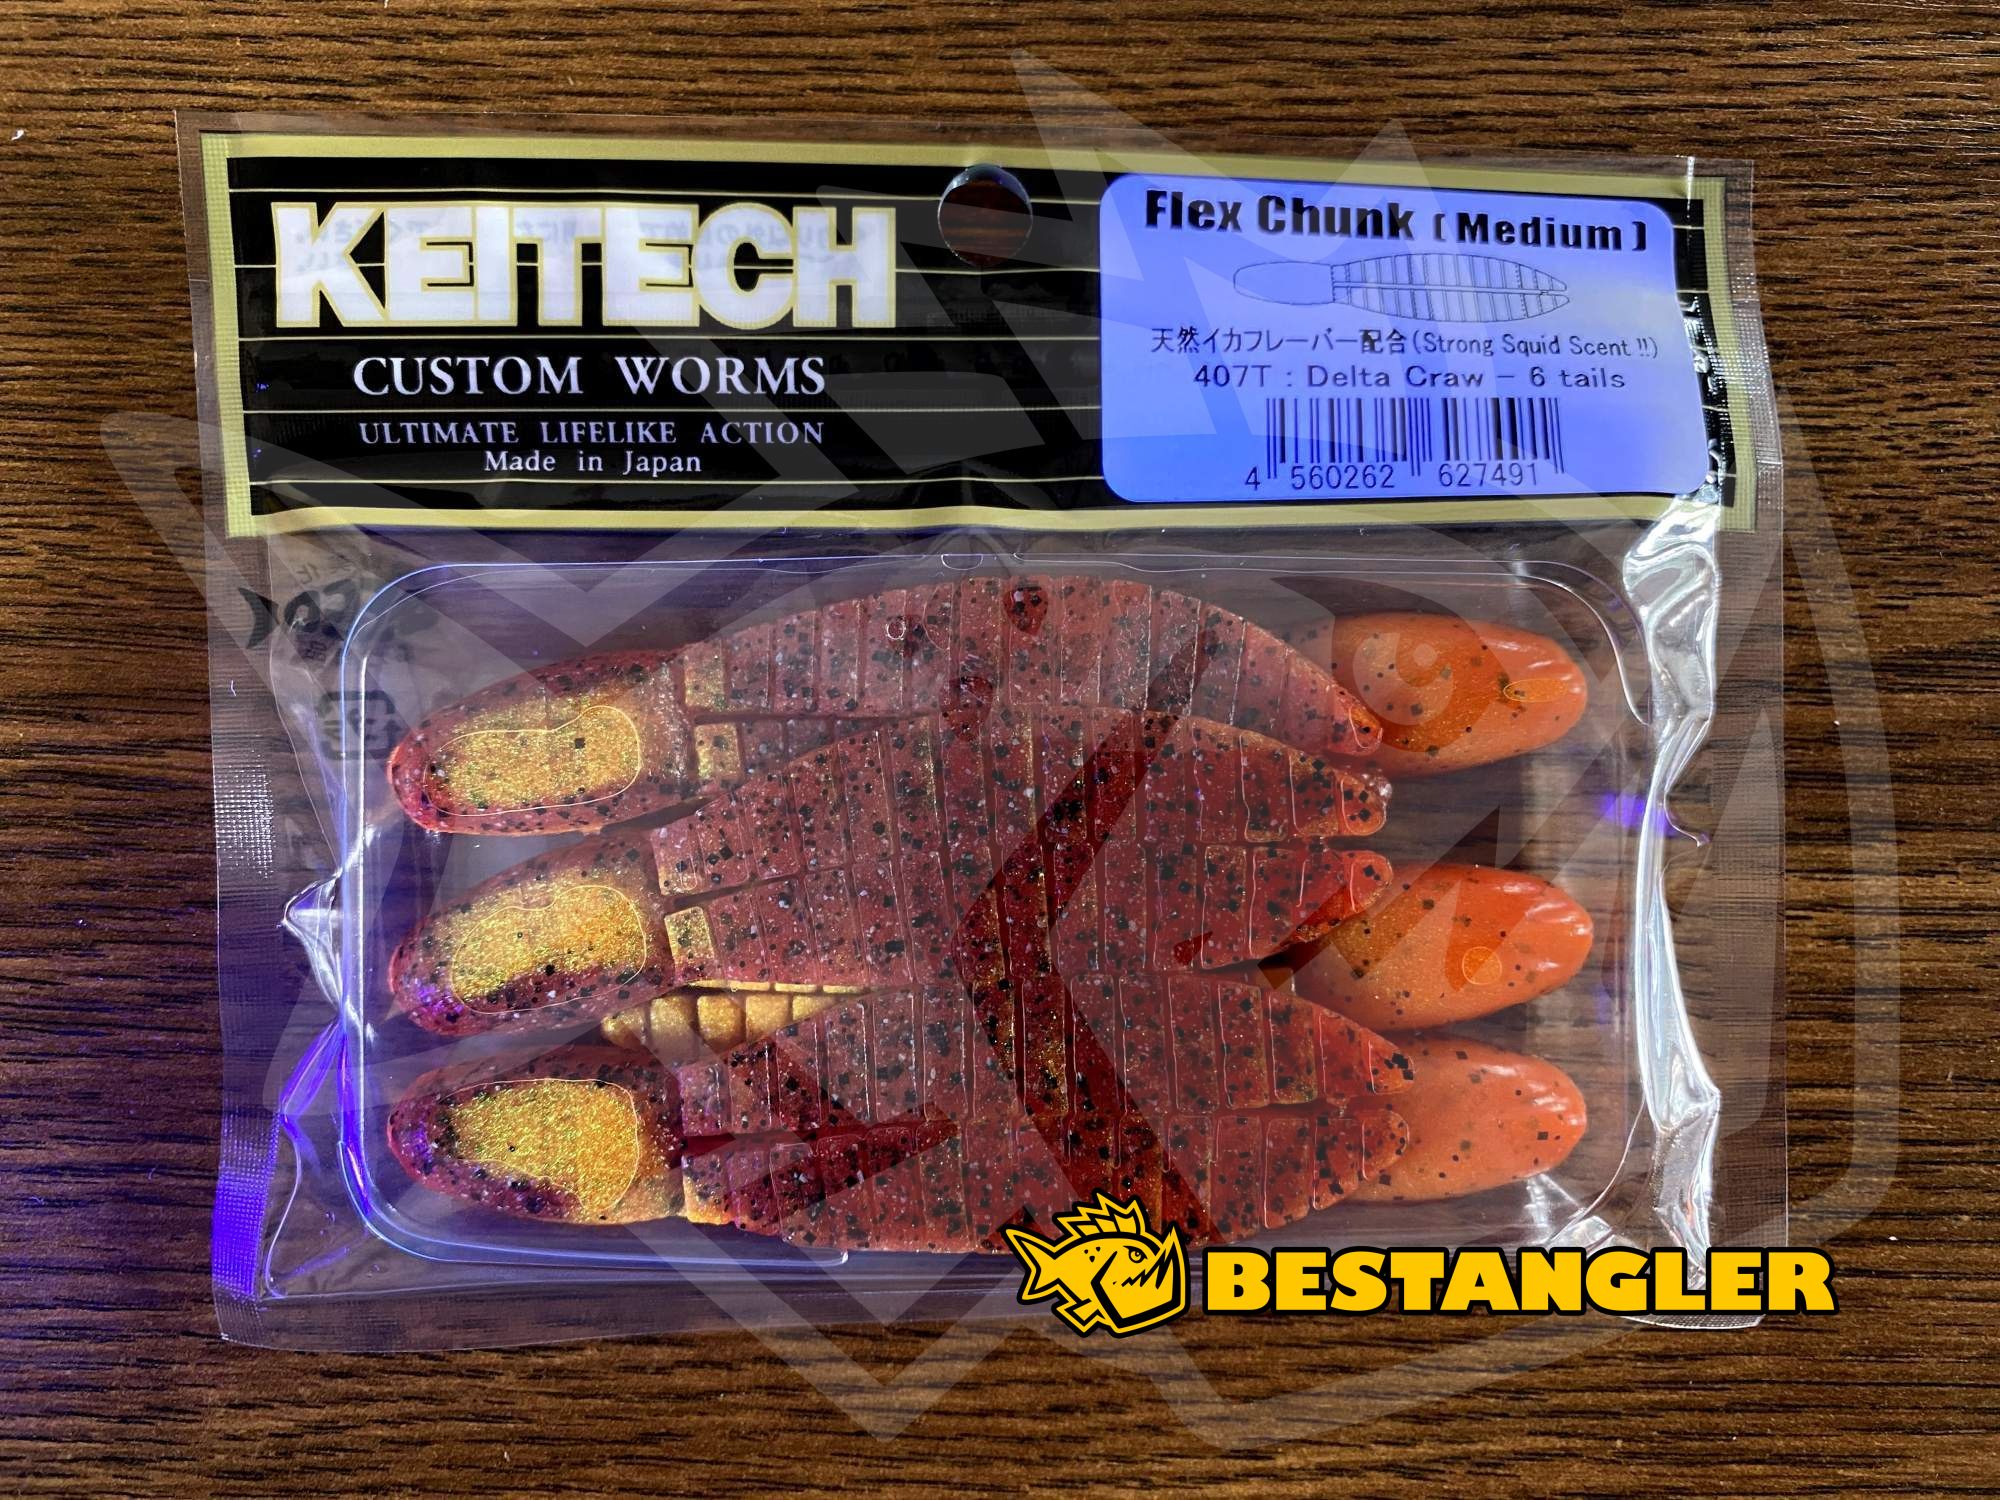 KEITECH
CUSTOM WORMS
ULTIMATE LIFELIKE ACTION
Made in Japan
Flex Chunk (Medium)
天然イカフレーバー配合(Strong Squid Scent !!)
407T : Delta Craw - 6 tails
4 560262 627491
BESTANGLER